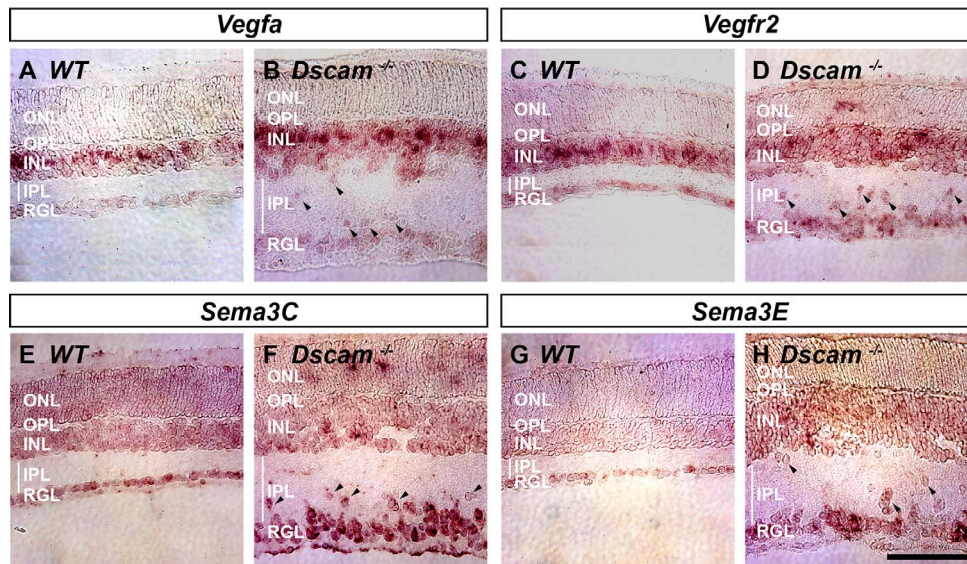 Vegfa
Vegfr2
A WT
B Dscam -/-
C WT
D Dscam -/-
ONL
OPL
INL
IPL
RGL
ONL
OPL
INL
IPL
RGL
ONL
OPL
INL
IPL
RGL
ONL
OPL
INL
IPL
RGL
Sema3C
Sema3E
E WT
F Dscam -/-
G WT
H Dscam -/-
ONL
OPL
INL
IPL
RGL
ONL
OPL
INL
IPL
RGL
ONL
OPL
INL
IPL
RGL
ONL
OPL
INL
IPL
RGL